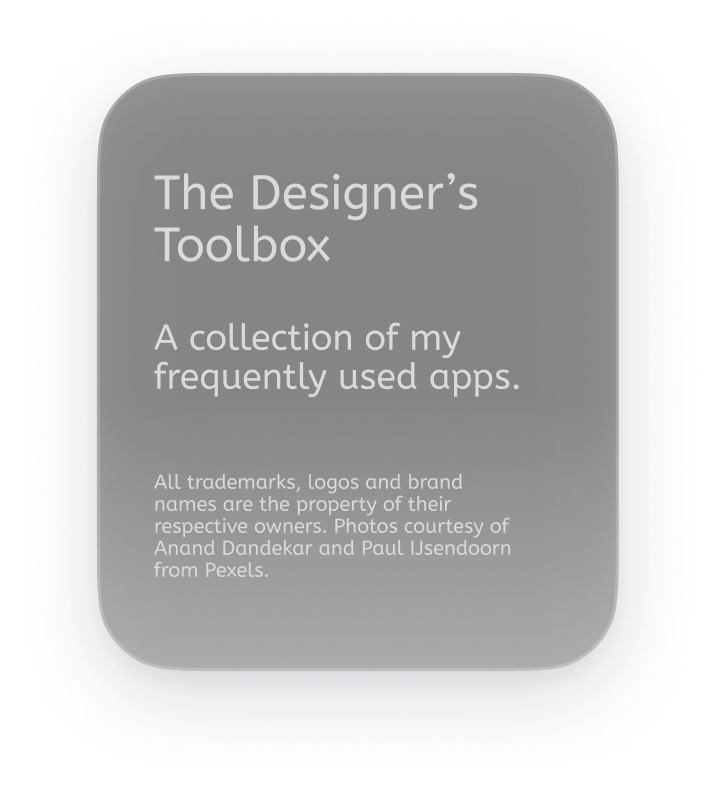 The Designer’s
Toolbox
A collection of my
frequently used apps.
All trademarks, logos and brand
names are the property of their
respective owners. Photos courtesy of
Anand Dandekar and Paul IJsendoorn
from Pexels.